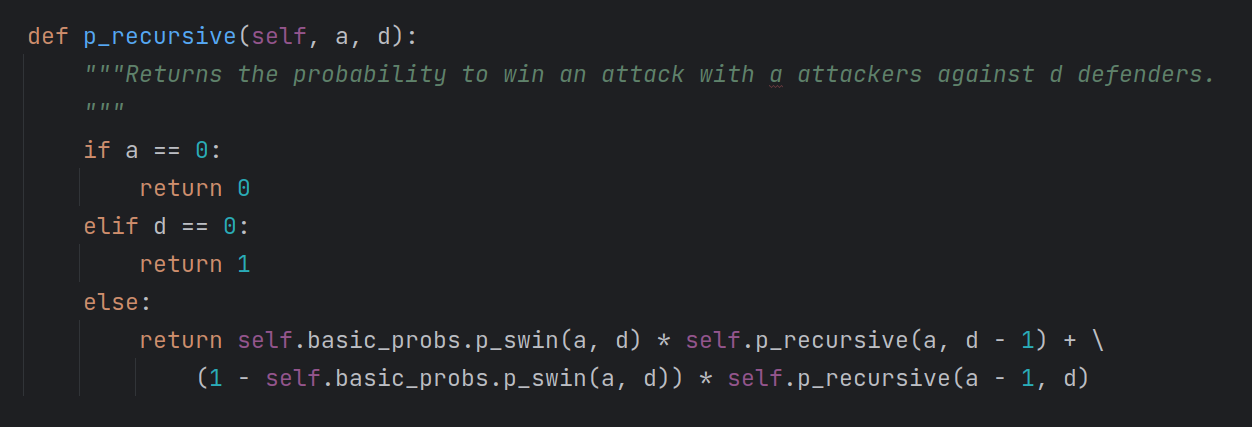 def p_recursive(self, a, d):
    """Returns the probability to win an attack with a attackers against d defenders.
    """
    if a == 0:
        return 0
    elif d == 0:
        return 1
    else:
        return self.basic_probs.p_swin(a, d) * self.p_recursive(a, d - 1) + \
            (1 - self.basic_probs.p_swin(a, d)) * self.p_recursive(a - 1, d)